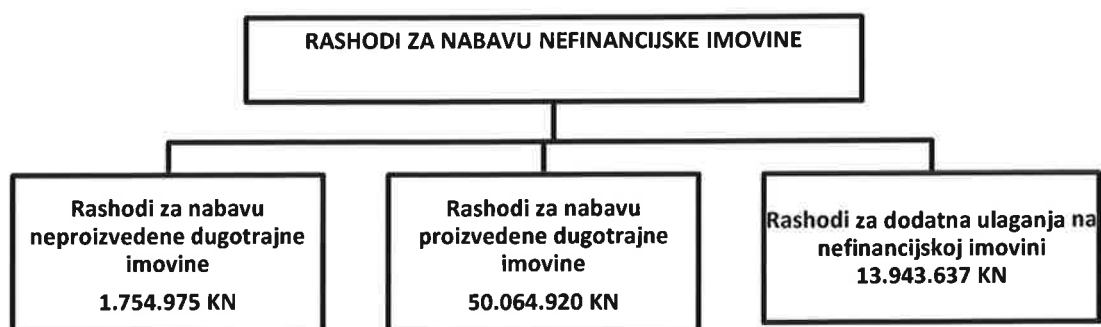 RASHODI ZA NABAVU NEFINANCIJSKE IMOVINE
Rashodi za nabavu
neproizvedene dugotrajne
imovine
1.754.975 KN
Rashodi za nabavu
proizvedene dugotrajne
imovine
50.064.920 KN
Rashodi za dodatna ulaganja na
nefinancijskoj imovini
13.943.637 KN